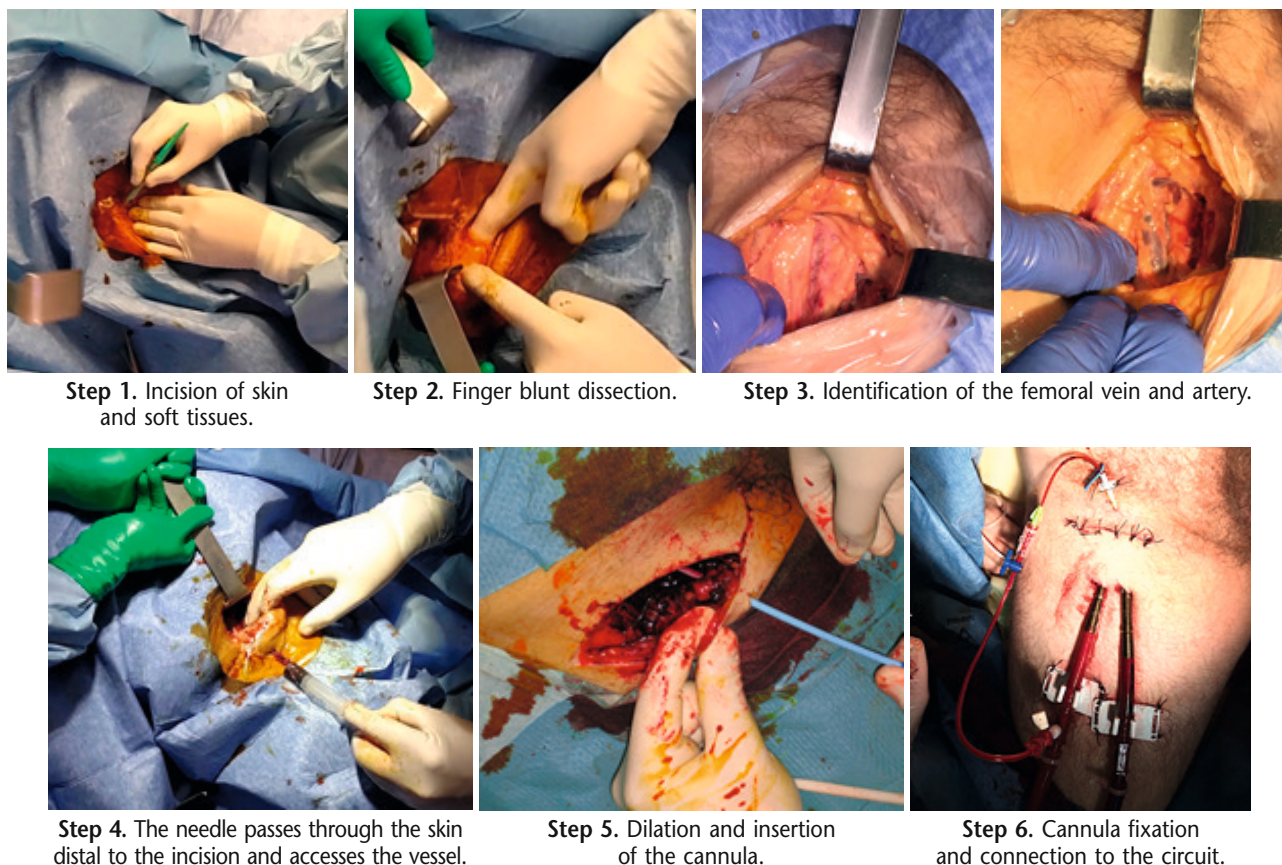 Step 1. Incision of skin
and soft tissues.
Step 2. Finger blunt dissection.
Step 3. Identification of the femoral vein and artery.
Step 4. The needle passes through the skin
distal to the incision and accesses the vessel.
Step 5. Dilation and insertion
of the cannula.
Step 6. Cannula fixation
and connection to the circuit.